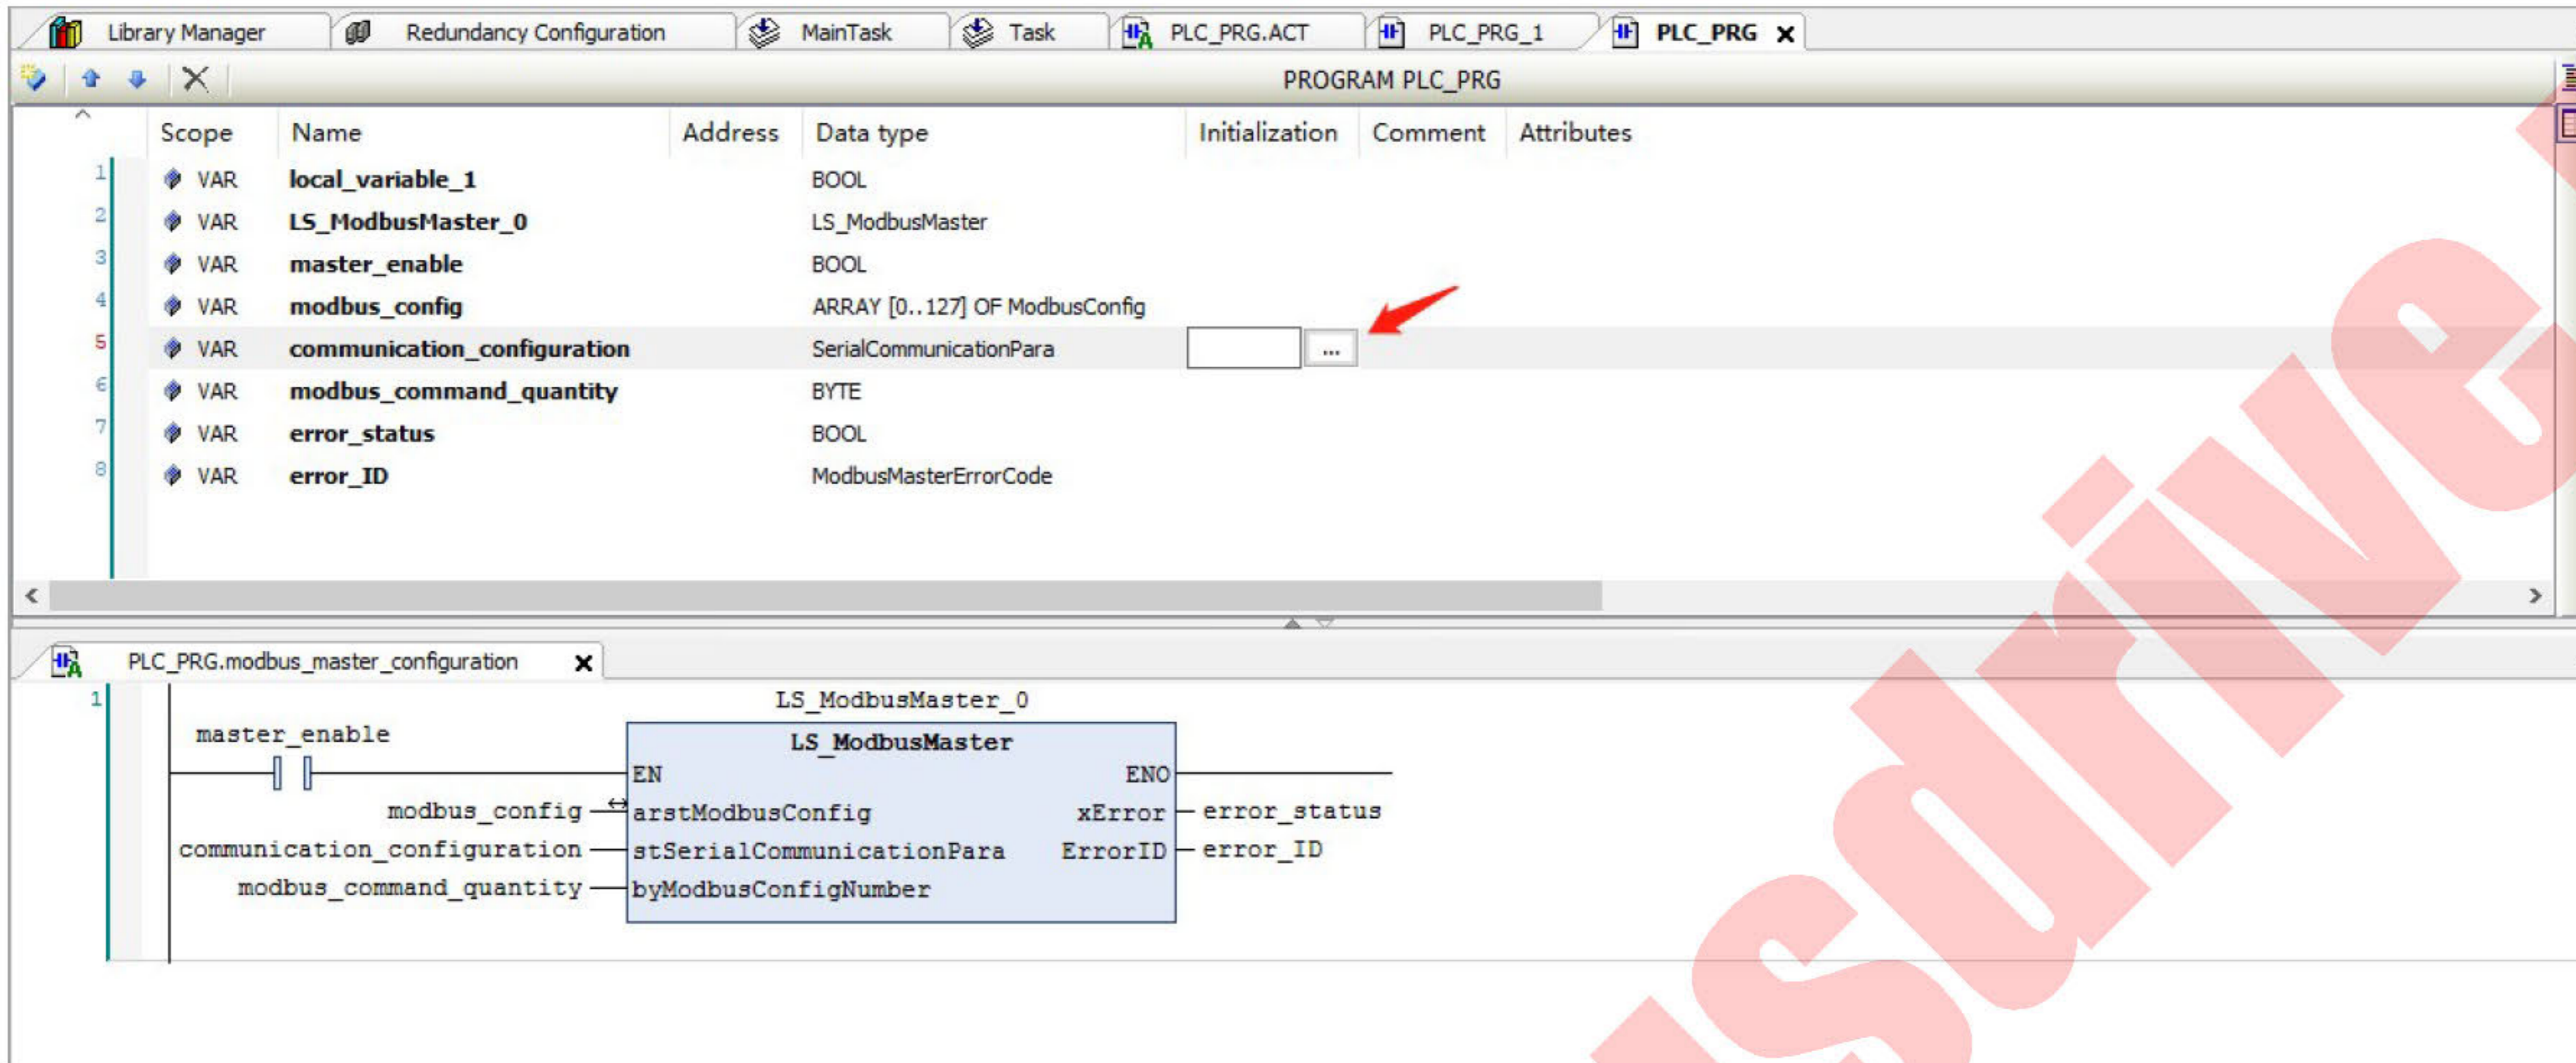 Library Manager Redundancy Configuration MainTask Task PLC_PRG.ACT PLC_PRG_1 PLC_PRG
PROGRAM PLC_PRG
Scope Name Address Data type Initialization Comment Attributes
1 VAR local_variable_1 BOOL
2 VAR LS_ModbusMaster_0 LS_ModbusMaster
3 VAR master_enable BOOL
4 VAR modbus_config ARRAY [0..127] OF ModbusConfig
5 VAR communication_configuration SerialCommunicationPara ...
6 VAR modbus_command_quantity BYTE
7 VAR error_status BOOL
8 VAR error_ID ModbusMasterErrorCode
PLC_PRG.modbus_master_configuration
1 LS_ModbusMaster_0
master_enable LS_ModbusMaster
EN ENO
modbus_config arstModbusConfig xError error_status
communication_configuration stSerialCommunicationPara ErrorID error_ID
modbus_command_quantity byModbusConfigNumber
sdrive